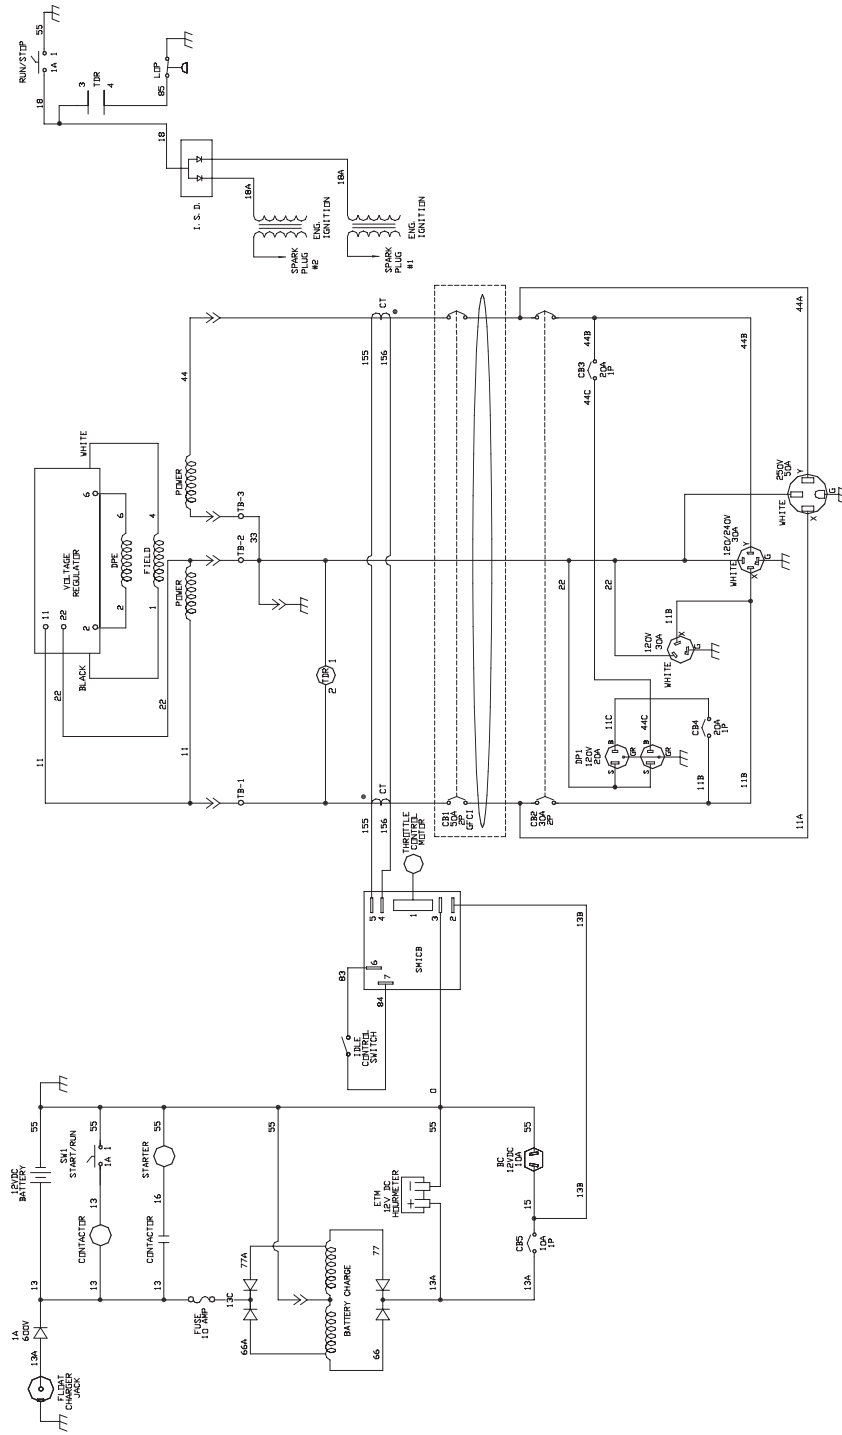 RUN/STOP
55
1A 1
18
3
TDR
4
LOP
85
18
I.S.D.
18A
18A
ENG.
IGNITION
ENG.
IGNITION
SPARK
PLUG
#2
SPARK
PLUG
#1
VOLTAGE
REGULATOR
11
22
6
2
WHITE
BLACK
DPE
6
2
FIELD
4
1
22
22
11
11
44
POWER
POWER
TB-3
TB-2
TB-1
33
TDR
1
2
155
156
CT
155
156
CT
CB1
50A
2P
GFCI
CB2
30A
2P
44B
CB3
20A
1P
44C
44B
44A
22
22
DP1
120V
20A
11C
44C
S
B
GR
S
B
GR
CB4
20A
1P
11B
11B
11A
120V
30A
WHITE
X
G
11B
120/240V
30A
WHITE
X
Y
G
250V
50A
WHITE
X
Y
G
THROTTLE
CONTROL
MOTOR
SMICB
5
4
1
3
2
6
7
83
84
IDLE
CONTROL
SWITCH
0
13B
13B
12VDC
BATTERY
55
13
SW1
START/RUN
1A 1
55
13
CONTACTOR
13
STARTER
55
16
CONTACTOR
13
FUSE
10 AMP
13C
55
77A
66A
BATTERY CHARGE
77
66
ETM
12V DC
HOURMETER
+
−
55
13A
BC
12VDC
10A
55
15
CB5
10A
1P
13A
1A
600V
13A
FLOAT
CHARGER
JACK